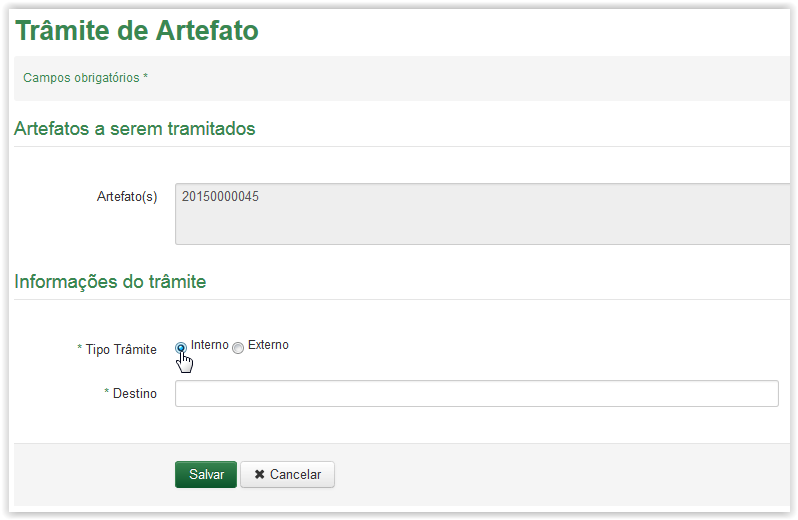 Trâmite de Artefato
Campos obrigatórios *
Artefatos a serem tramitados
Artefato(s)
20150000045
Informações do trâmite
* Tipo Trâmite
Interno Externo
* Destino
Salvar ✖ Cancelar